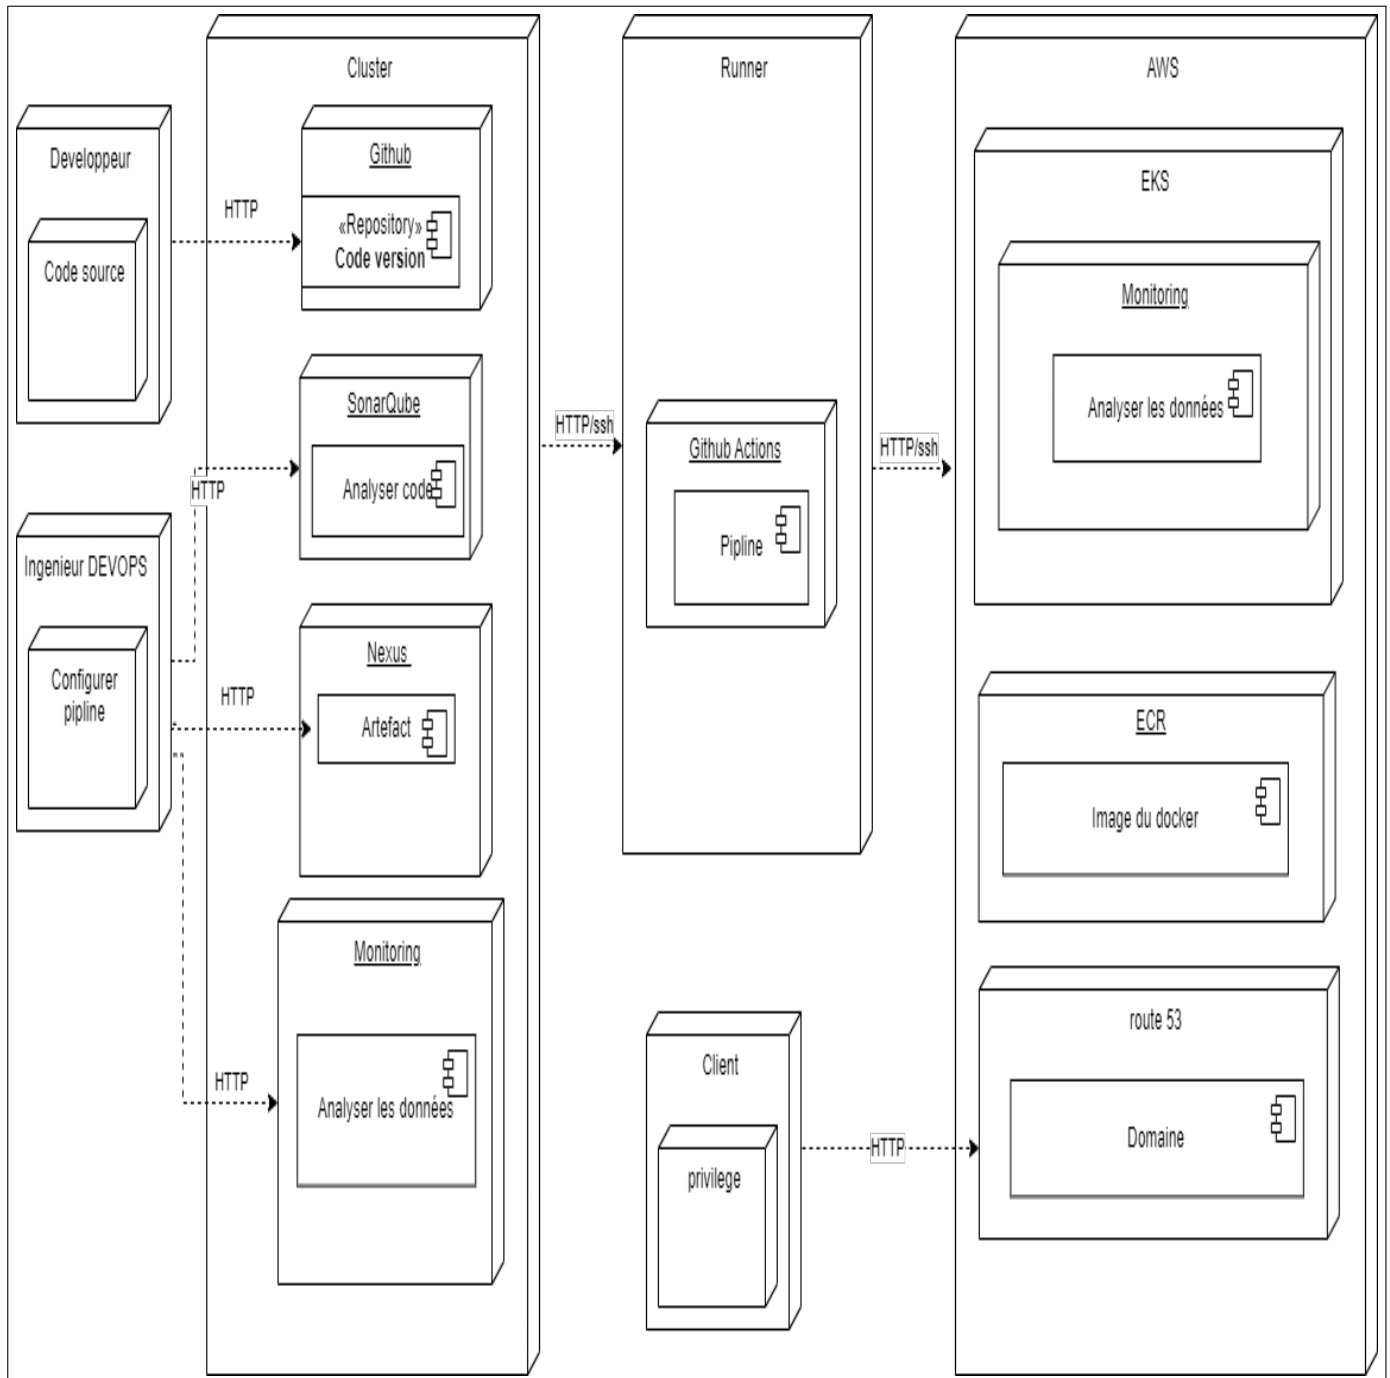 Cluster
Runner
AWS
Developpeur
Code source
HTTP
Github
«Repository»
Code version
EKS
Monitoring
Analyser les données
SonarQube
Analyser code
HTTP
HTTP/ssh
Github Actions
Pipline
HTTP/ssh
Ingenieur DEVOPS
Configurer
pipline
HTTP
Nexus
Artefact
ECR
Image du docker
Monitoring
Analyser les données
HTTP
Client
privilege
HTTP
route 53
Domaine